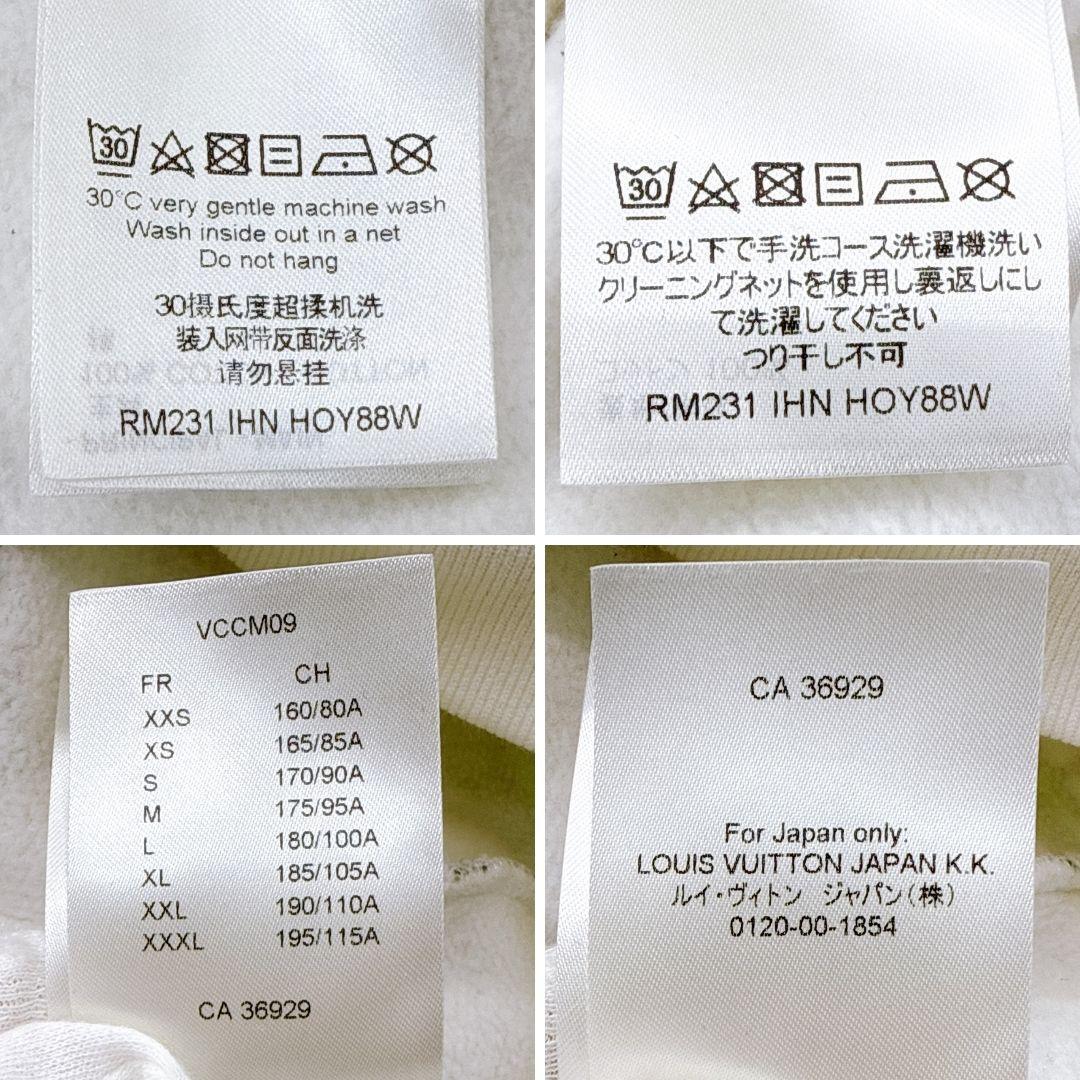 30
30°C very gentle machine wash
Wash inside out in a net
Do not hang
30摄氏度超揉机洗
装入网带反面洗涤
请勿悬挂
RM231 IHN HOY88W
30
30℃以下で手洗コース洗濯機洗い
クリーニングネットを使用し裏返しにし
て洗濯してください
つり干し不可
RM231 IHN HOY88W
VCCM09
FR CH
XXS 160/80A
XS 165/85A
S 170/90A
M 175/95A
L 180/100A
XL 185/105A
XXL 190/110A
XXXL 195/115A
CA 36929
CA 36929
For Japan only:
LOUIS VUITTON JAPAN K.K.
ルイ・ヴィトン ジャパン(株)
0120-00-1854